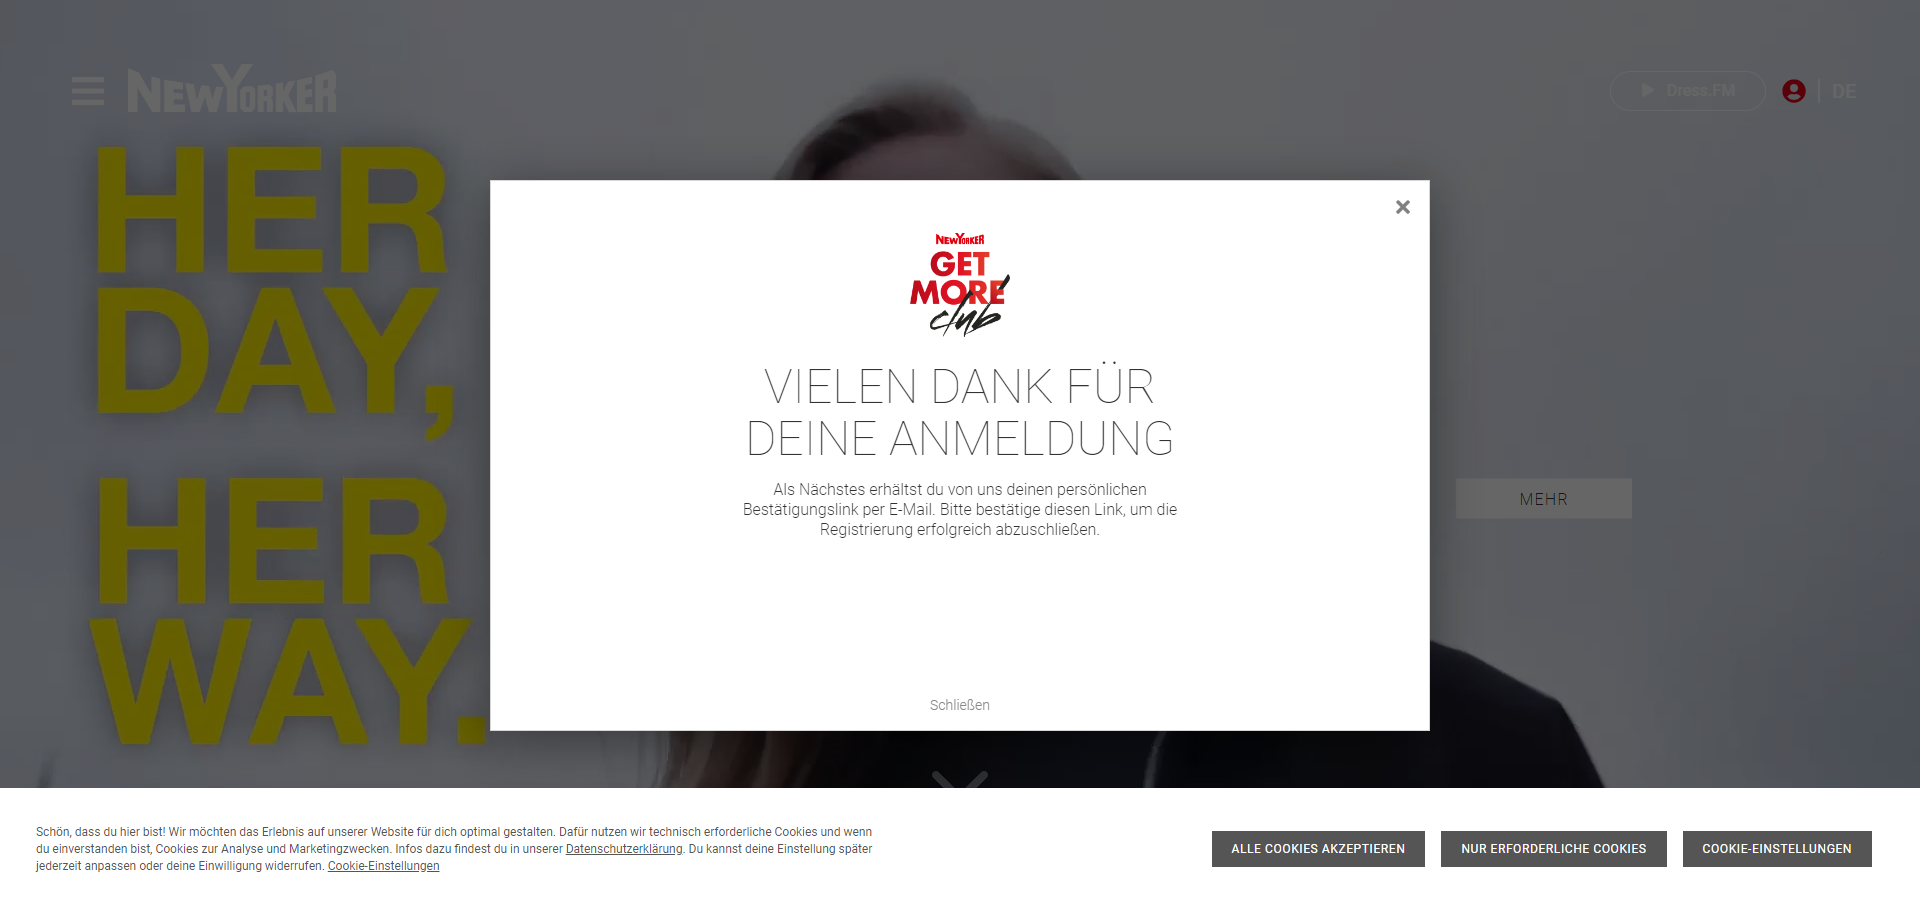 NEWYORKER
Dress.FM
DE
HER
DAY,
HER
WAY.
NEWYORKER
GET
MORE
club
VIELEN DANK FÜR
DEINE ANMELDUNG
Als Nächstes erhältst du von uns deinen persönlichen
Bestätigungslink per E-Mail. Bitte bestätige diesen Link, um die
Registrierung erfolgreich abzuschließen.
MEHR
Schließen
Schön, dass du hier bist! Wir möchten das Erlebnis auf unserer Website für dich optimal gestalten. Dafür nutzen wir technisch erforderliche Cookies und wenn
du einverstanden bist, Cookies zur Analyse und Marketingzwecken. Infos dazu findest du in unserer Datenschutzerklärung. Du kannst deine Einstellung später
jederzeit anpassen oder deine Einwilligung widerrufen. Cookie-Einstellungen
ALLE COOKIES AKZEPTIEREN
NUR ERFORDERLICHE COOKIES
COOKIE-EINSTELLUNGEN